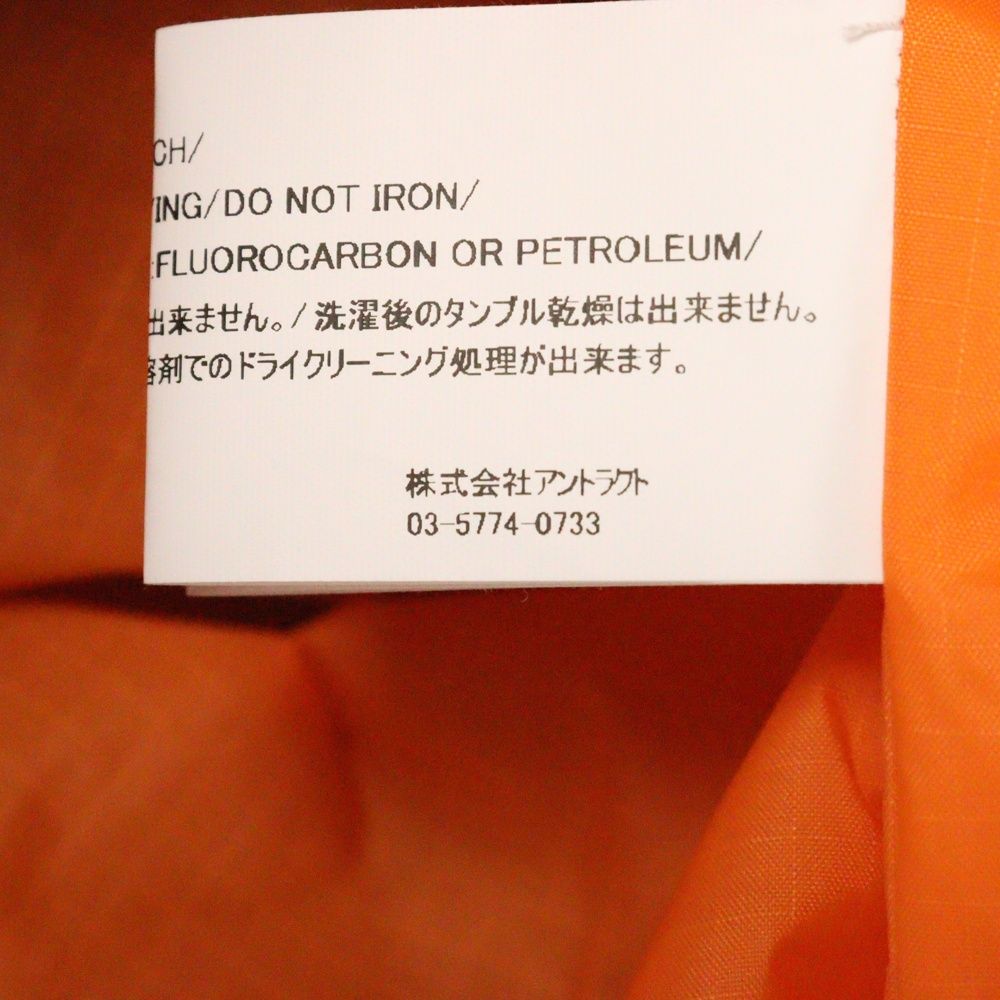 CH/
ING/DO NOT IRON/
FLUOROCARBON OR PETROLEUM/
出来ません。/洗濯後のタンブル乾燥は出来ません。
溶剤でのドライクリーニング処理が出来ます。
株式会社アントラクト
03-5774-0733